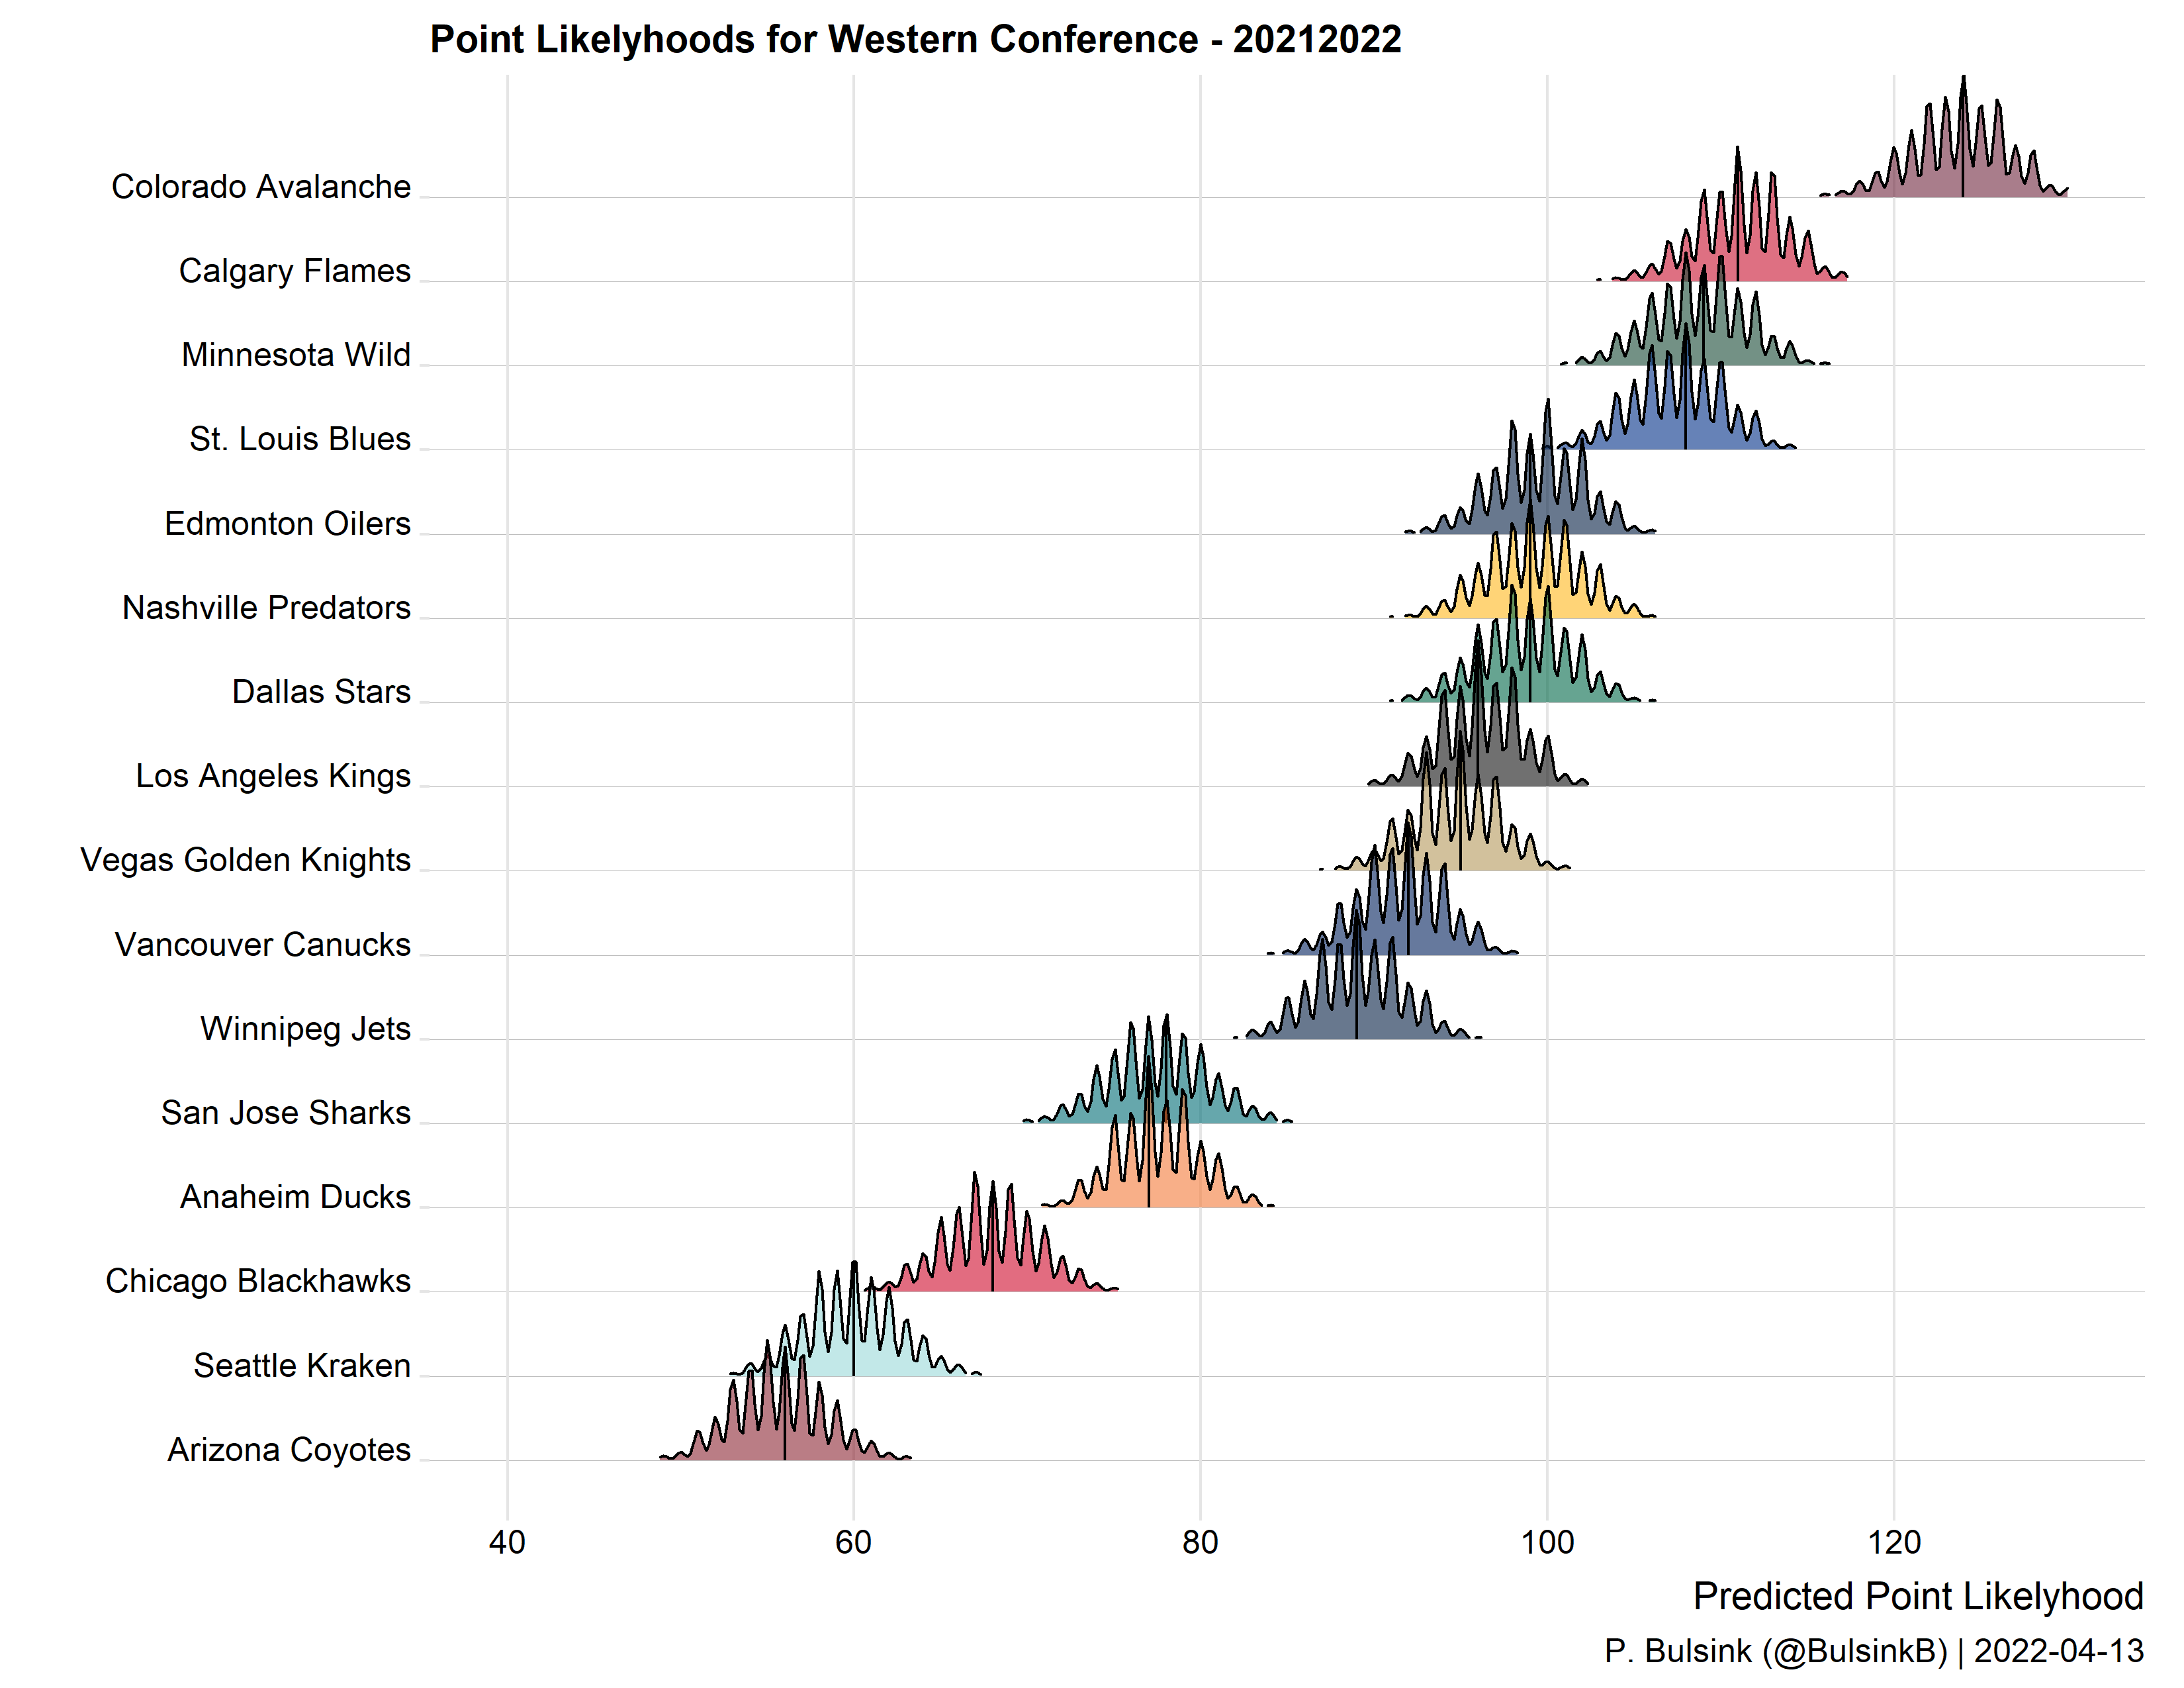 Point Likelyhoods for Western Conference - 20212022
Colorado Avalanche
Calgary Flames
Minnesota Wild
St. Louis Blues
Edmonton Oilers
Nashville Predators
Dallas Stars
Los Angeles Kings
Vegas Golden Knights
Vancouver Canucks
Winnipeg Jets
San Jose Sharks
Anaheim Ducks
Chicago Blackhawks
Seattle Kraken
Arizona Coyotes
40 60 80 100 120
Predicted Point Likelyhood
P. Bulsink (@BulsinkB) | 2022-04-13